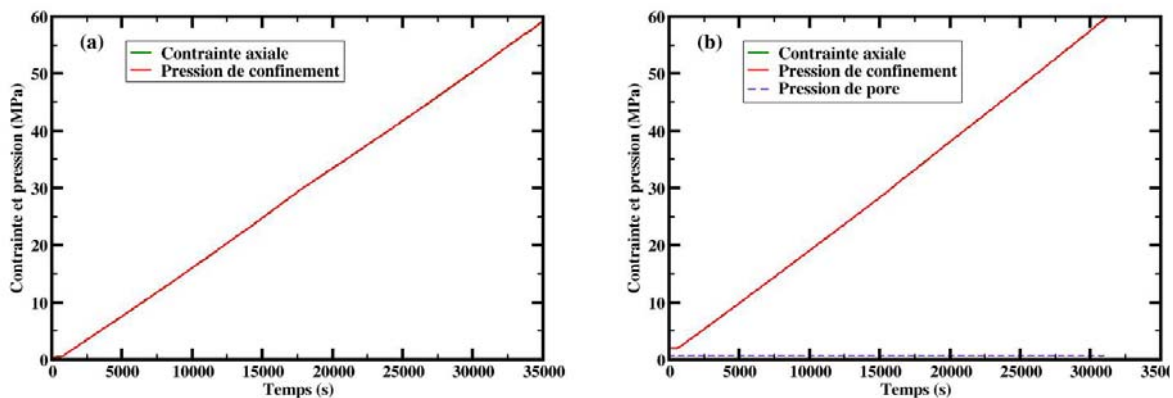 (a)
Contrainte axiale
Pression de confinement
Contrainte et pression (MPa)
60
50
40
30
20
10
0
0 5000 10000 15000 20000 25000 30000 35000
Temps (s)
(b)
Contrainte axiale
Pression de confinement
Pression de pore
Contrainte et pression (MPa)
60
50
40
30
20
10
0
0 5000 10000 15000 20000 25000 30000 3500
Temps (s)